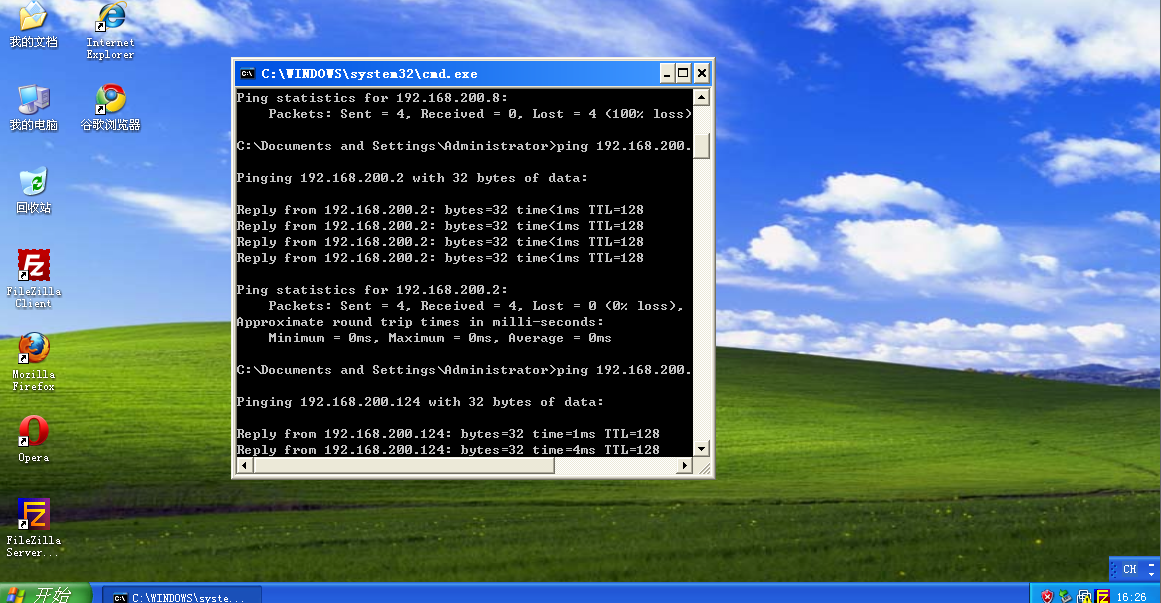 我的文档
Internet
Explorer
我的电脑
谷歌浏览器
回收站
FileZilla
Client
Mozilla
Firefox
Opera
FileZilla
Server...
C:\WINDOWS\system32\cmd.exe
Ping statistics for 192.168.200.8:
    Packets: Sent = 4, Received = 0, Lost = 4 (100% loss)
C:\Documents and Settings\Administrator>ping 192.168.200.
Pinging 192.168.200.2 with 32 bytes of data:
Reply from 192.168.200.2: bytes=32 time<1ms TTL=128
Reply from 192.168.200.2: bytes=32 time<1ms TTL=128
Reply from 192.168.200.2: bytes=32 time<1ms TTL=128
Reply from 192.168.200.2: bytes=32 time<1ms TTL=128
Ping statistics for 192.168.200.2:
    Packets: Sent = 4, Received = 4, Lost = 0 (0% loss),
Approximate round trip times in milli-seconds:
    Minimum = 0ms, Maximum = 0ms, Average = 0ms
C:\Documents and Settings\Administrator>ping 192.168.200.
Pinging 192.168.200.124 with 32 bytes of data:
Reply from 192.168.200.124: bytes=32 time=1ms TTL=128
Reply from 192.168.200.124: bytes=32 time=4ms TTL=128
CH
开始
C:\WINDOWS\syste...
16:26